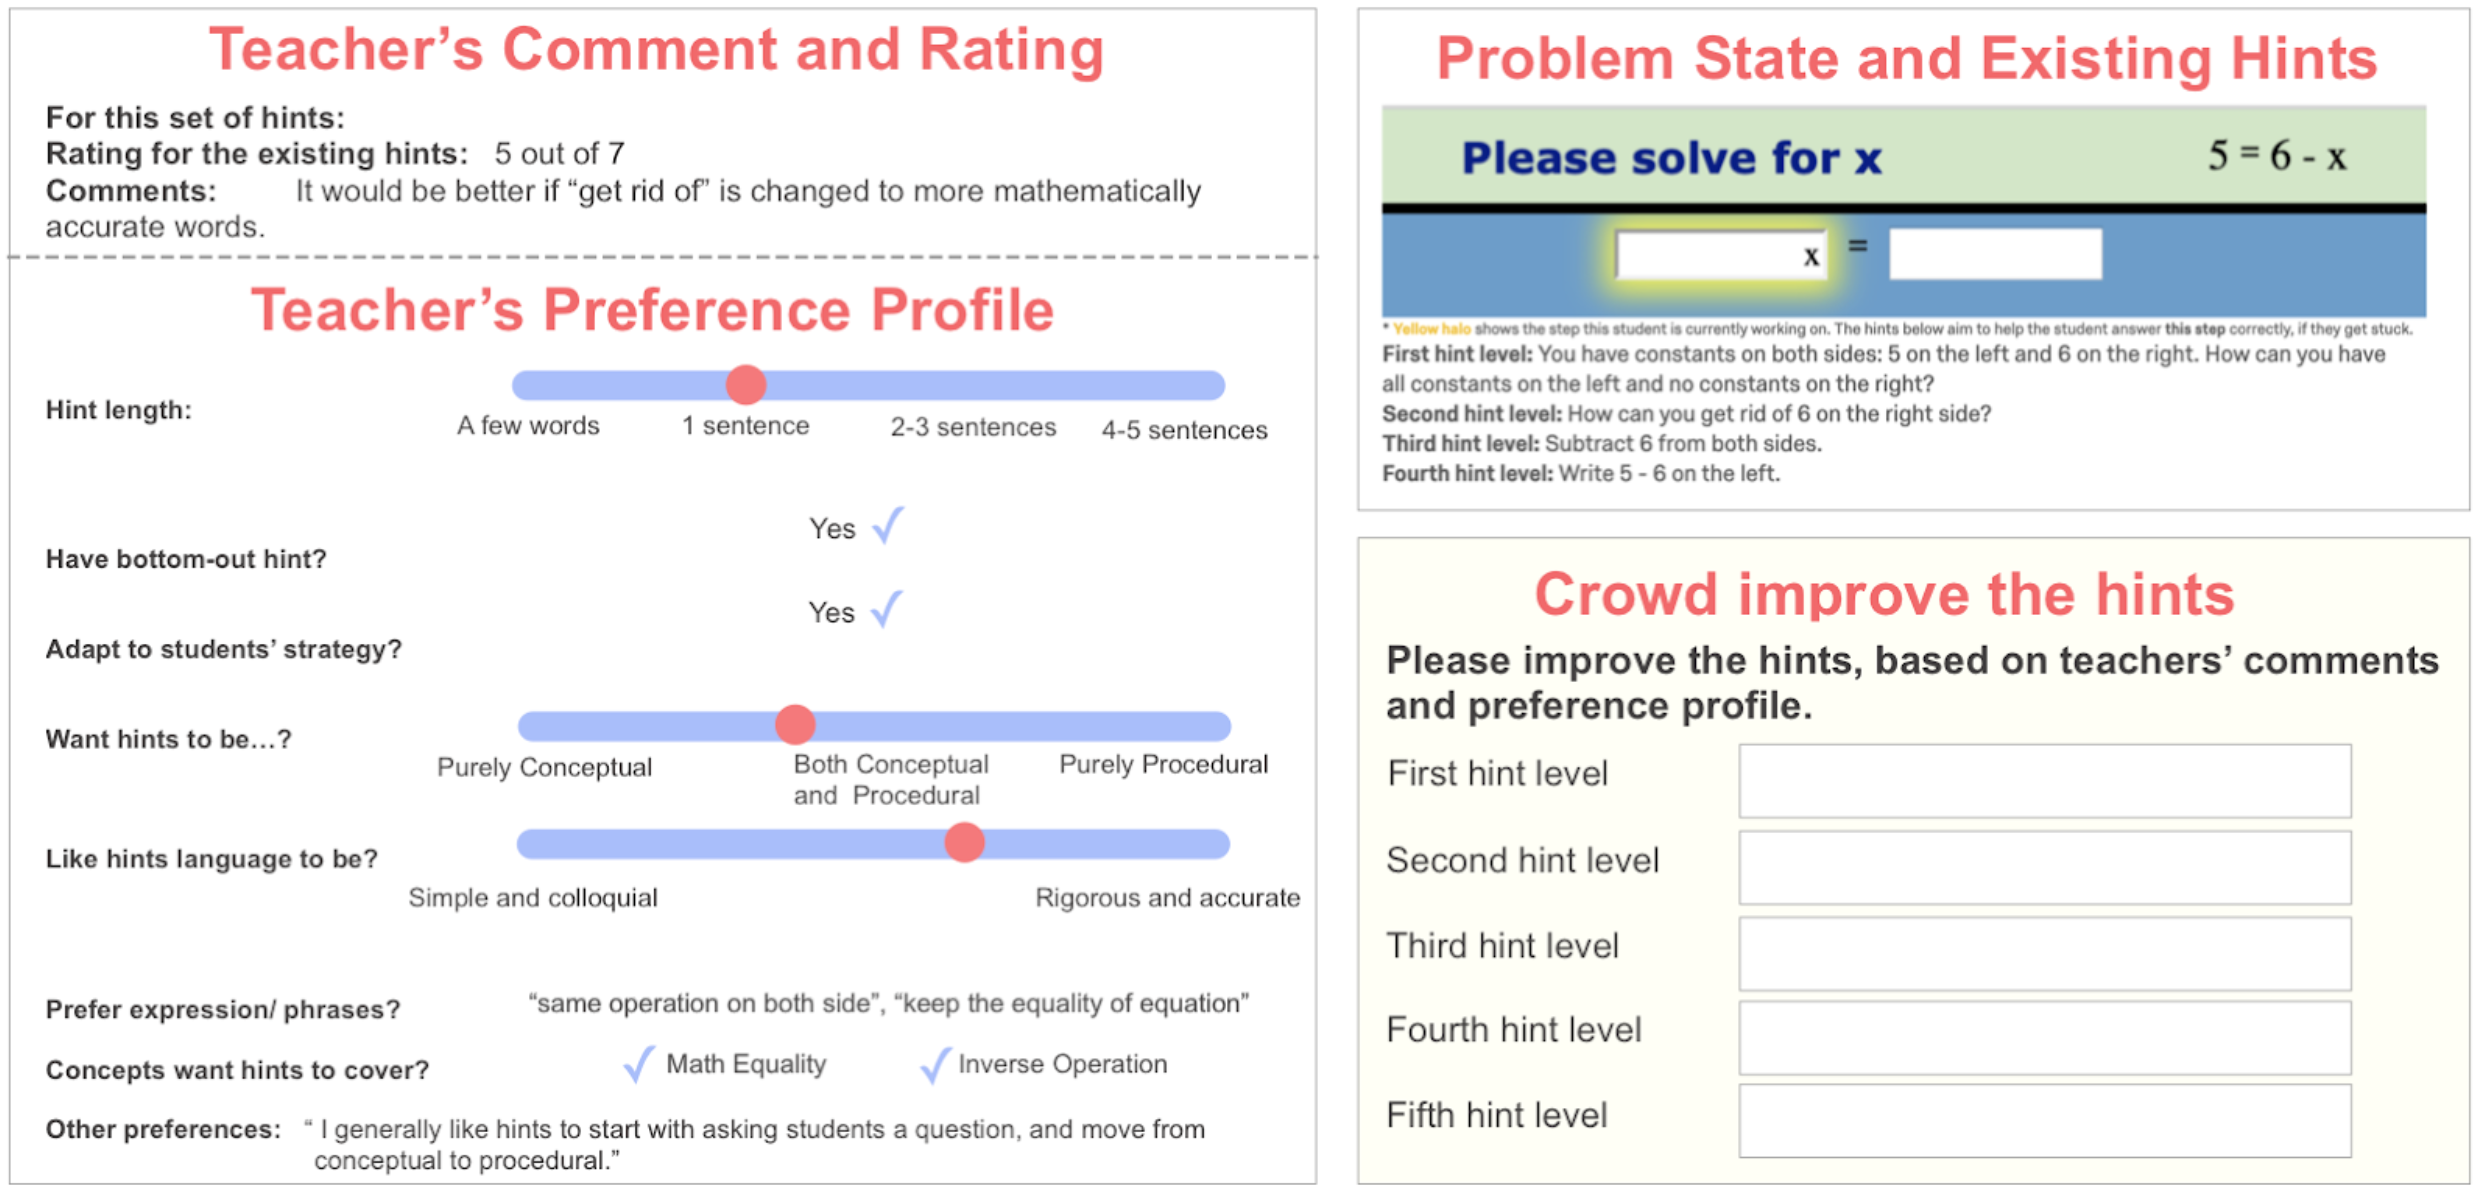 Teacher’s Comment and Rating
For this set of hints:
Rating for the existing hints: 5 out of 7
Comments: It would be better if “get rid of” is changed to more mathematically
accurate words.
Teacher’s Preference Profile
Hint length:
A few words 1 sentence 2-3 sentences 4-5 sentences
Yes
Have bottom-out hint?
Yes
Adapt to students’ strategy?
Want hints to be...?
Purely Conceptual Both Conceptual Purely Procedural
and Procedural
Like hints language to be?
Simple and colloquial Rigorous and accurate
Prefer expression/ phrases? “same operation on both side”, “keep the equality of equation”
Concepts want hints to cover? Math Equality Inverse Operation
Other preferences: “ I generally like hints to start with asking students a question, and move from
conceptual to procedural.”
Problem State and Existing Hints
Please solve for x 5 = 6 - x
x =
* Yellow halo shows the step this student is currently working on. The hints below aim to help the student answer this step correctly, if they get stuck.
First hint level: You have constants on both sides: 5 on the left and 6 on the right. How can you have
all constants on the left and no constants on the right?
Second hint level: How can you get rid of 6 on the right side?
Third hint level: Subtract 6 from both sides.
Fourth hint level: Write 5 - 6 on the left.
Crowd improve the hints
Please improve the hints, based on teachers’ comments
and preference profile.
First hint level
Second hint level
Third hint level
Fourth hint level
Fifth hint level